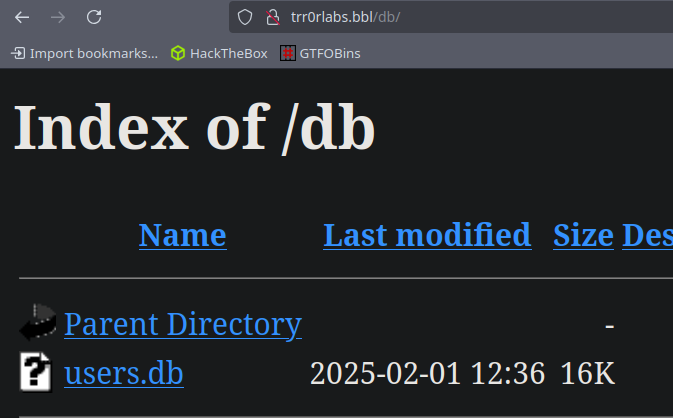 trr0rlabs.bbl/db/
Import bookmarks... HackTheBox GTFOBins
Index of /db
Name Last modified Size Des
Parent Directory -
users.db 2025-02-01 12:36 16K